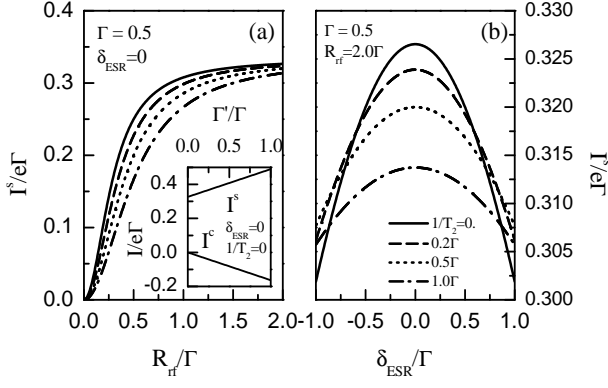 Γ = 0.5
δESR=0
(a)
Is/eΓ
0.4
0.3
0.2
0.1
0.0
0.0 0.5 1.0 1.5 2.0
Rrf/Γ
Γ'/Γ
0.0 0.5 1.0
I/eΓ
0.4
0.2
0.0
-0.2
Is
Ic
δESR=0
1/T2=0
Γ = 0.5
Rrf=2.0Γ
(b)
0.330
0.325
0.320
0.315
0.310
0.305
0.300
Is/eΓ
1/T2=0.
0.2Γ
0.5Γ
1.0Γ
-1.0 -0.5 0.0 0.5 1.0
δESR/Γ